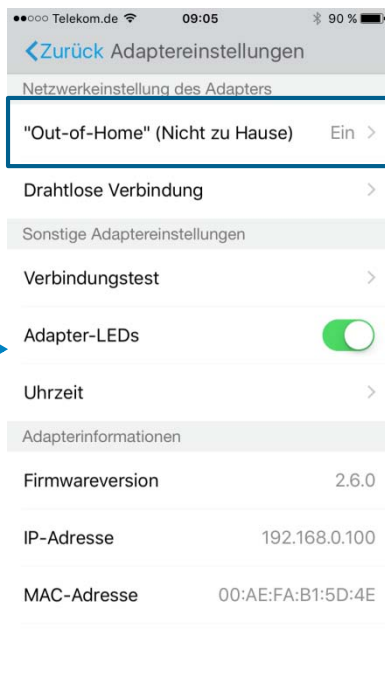 Telekom.de 09:05 90 %
Zurück Adaptereinstellungen
Netzwerkeinstellung des Adapters
"Out-of-Home" (Nicht zu Hause) Ein
Drahtlose Verbindung
Sonstige Adaptereinstellungen
Verbindungstest
Adapter-LEDs
Uhrzeit
Adapterinformationen
Firmwareversion 2.6.0
IP-Adresse 192.168.0.100
MAC-Adresse 00:AE:FA:B1:5D:4E